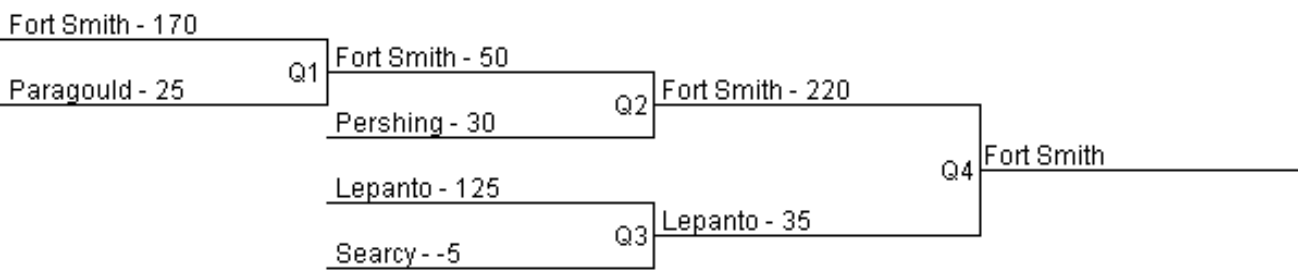 Fort Smith - 170
Paragould - 25
Q1
Fort Smith - 50
Pershing - 30
Q2
Lepanto - 125
Searcy - -5
Q3
Fort Smith - 220
Lepanto - 35
Q4
Fort Smith